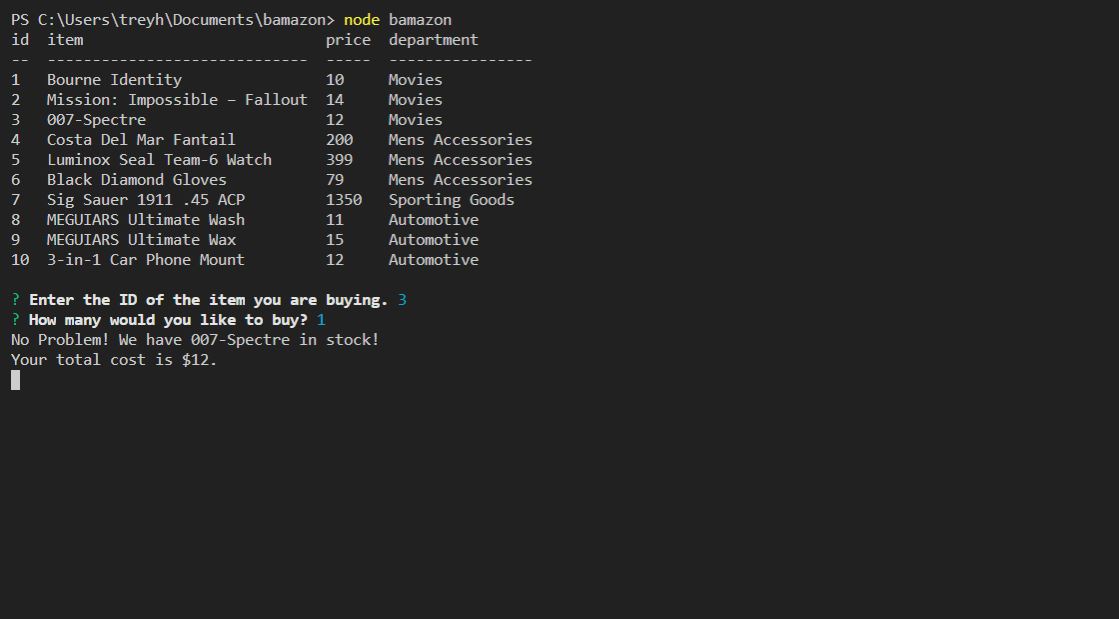 PS C:\Users\treyh\Documents\bamazon> node bamazon
id  item                           price  department
--  -----------------------------  -----  ----------------
1   Bourne Identity                10     Movies
2   Mission: Impossible – Fallout  14     Movies
3   007-Spectre                    12     Movies
4   Costa Del Mar Fantail          200    Mens Accessories
5   Luminox Seal Team-6 Watch      399    Mens Accessories
6   Black Diamond Gloves           79     Mens Accessories
7   Sig Sauer 1911 .45 ACP         1350   Sporting Goods
8   MEGUIARS Ultimate Wash         11     Automotive
9   MEGUIARS Ultimate Wax          15     Automotive
10  3-in-1 Car Phone Mount         12     Automotive
? Enter the ID of the item you are buying. 3
? How many would you like to buy? 1
No Problem! We have 007-Spectre in stock!
Your total cost is $12.